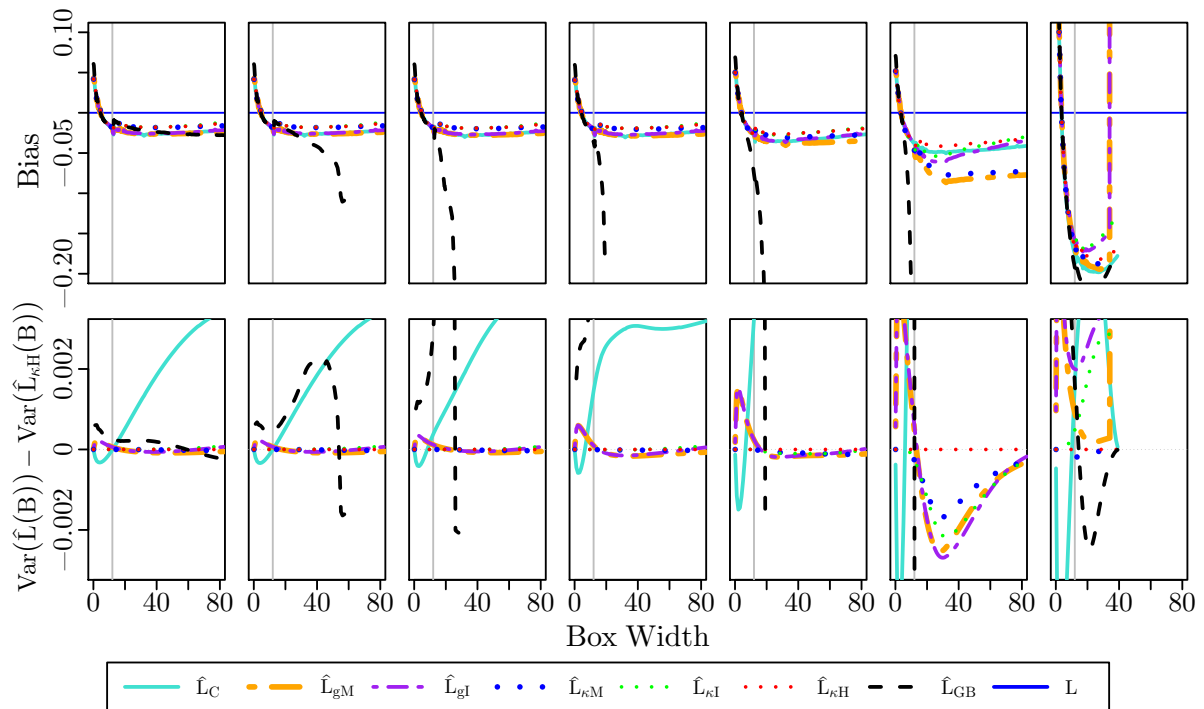 Bias
0.10
−0.05
−0.20
Var(L̂(B)) − Var(L̂κH(B))
0.002
0
−0.002
0 40 80 0 40 80 0 40 80 0 40 80 0 40 80 0 40 80 0 40 80
Box Width
L̂C L̂gM L̂gI L̂κM L̂κI L̂κH L̂GB L